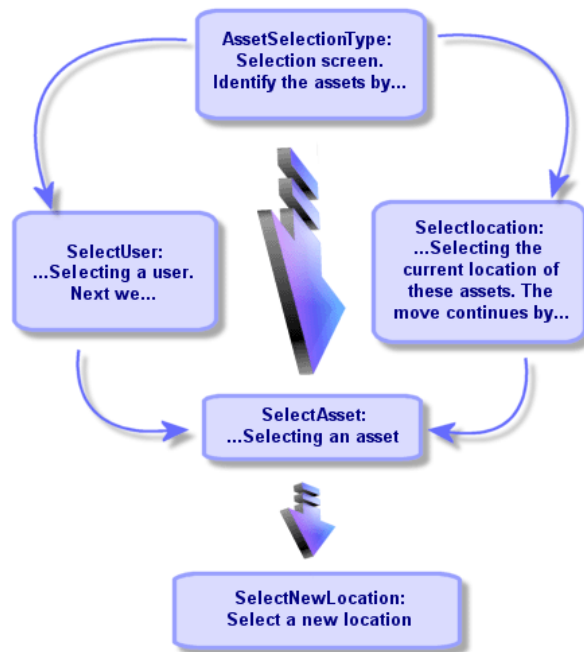 AssetSelectionType:
Selection screen.
Identify the assets by...
SelectUser:
...Selecting a user.
Next we...
Selectlocation:
...Selecting the
current location of
these assets. The
move continues by...
SelectAsset:
...Selecting an asset
SelectNewLocation:
Select a new location